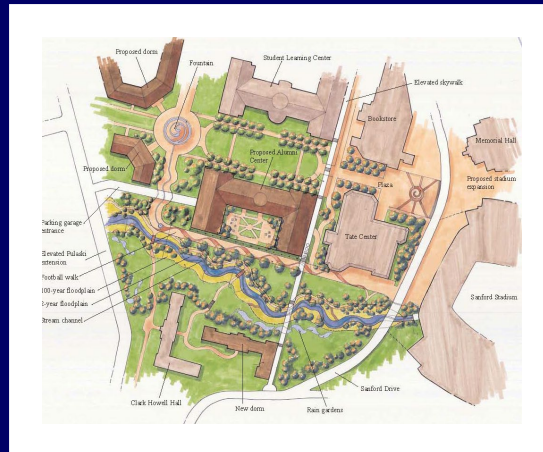 Proposed dorm
Student Learning Center
Fountain
Elevated skywalk
Bookstore
Memorial Hall
Proposed Alumni
Center
Proposed dorm
Proposed stadium
expansion
Plaza
Parking garage
entrance
Tate Center
Elevated Pulaski
extension
Football walk
100-year floodplain
2-year floodplain
Stream channel
Sanford Stadium
Sanford Drive
Clark Howell Hall
New dorm
Rain gardens